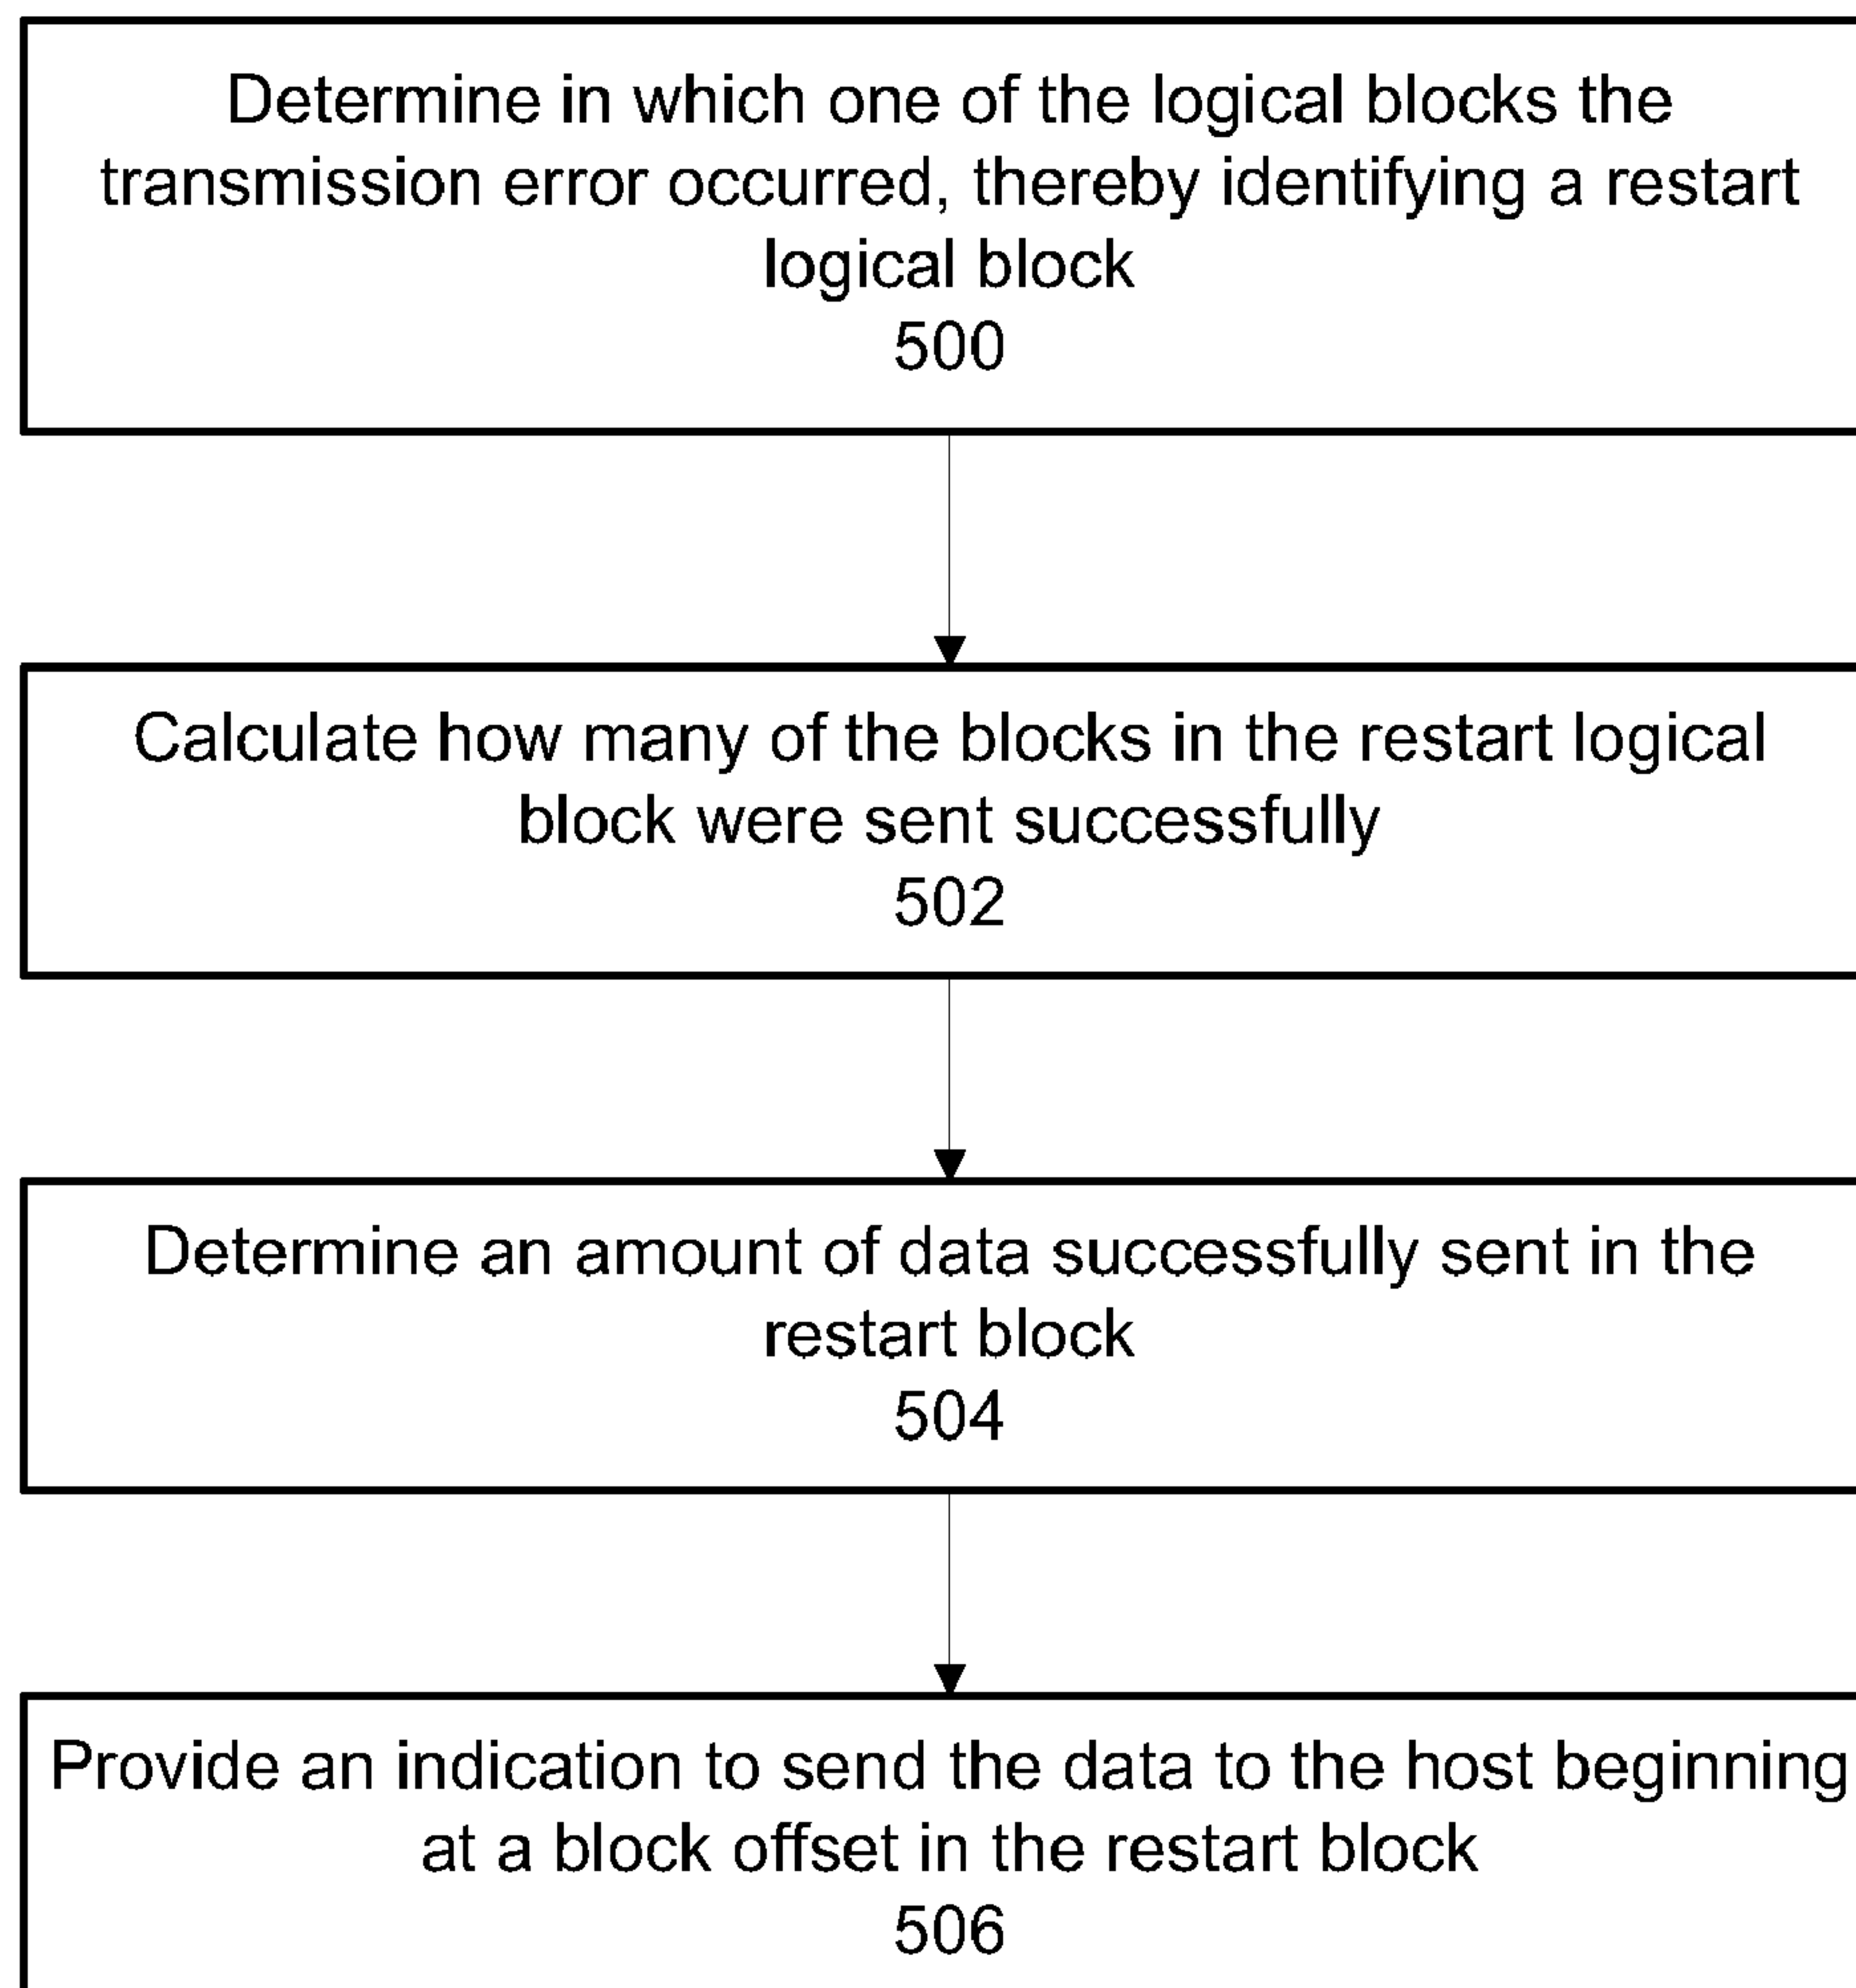 Determine in which one of the logical blocks the
transmission error occurred, thereby identifying a restart
logical block
500
Calculate how many of the blocks in the restart logical
block were sent successfully
502
Determine an amount of data successfully sent in the
restart block
504
Provide an indication to send the data to the host beginning
at a block offset in the restart block
506